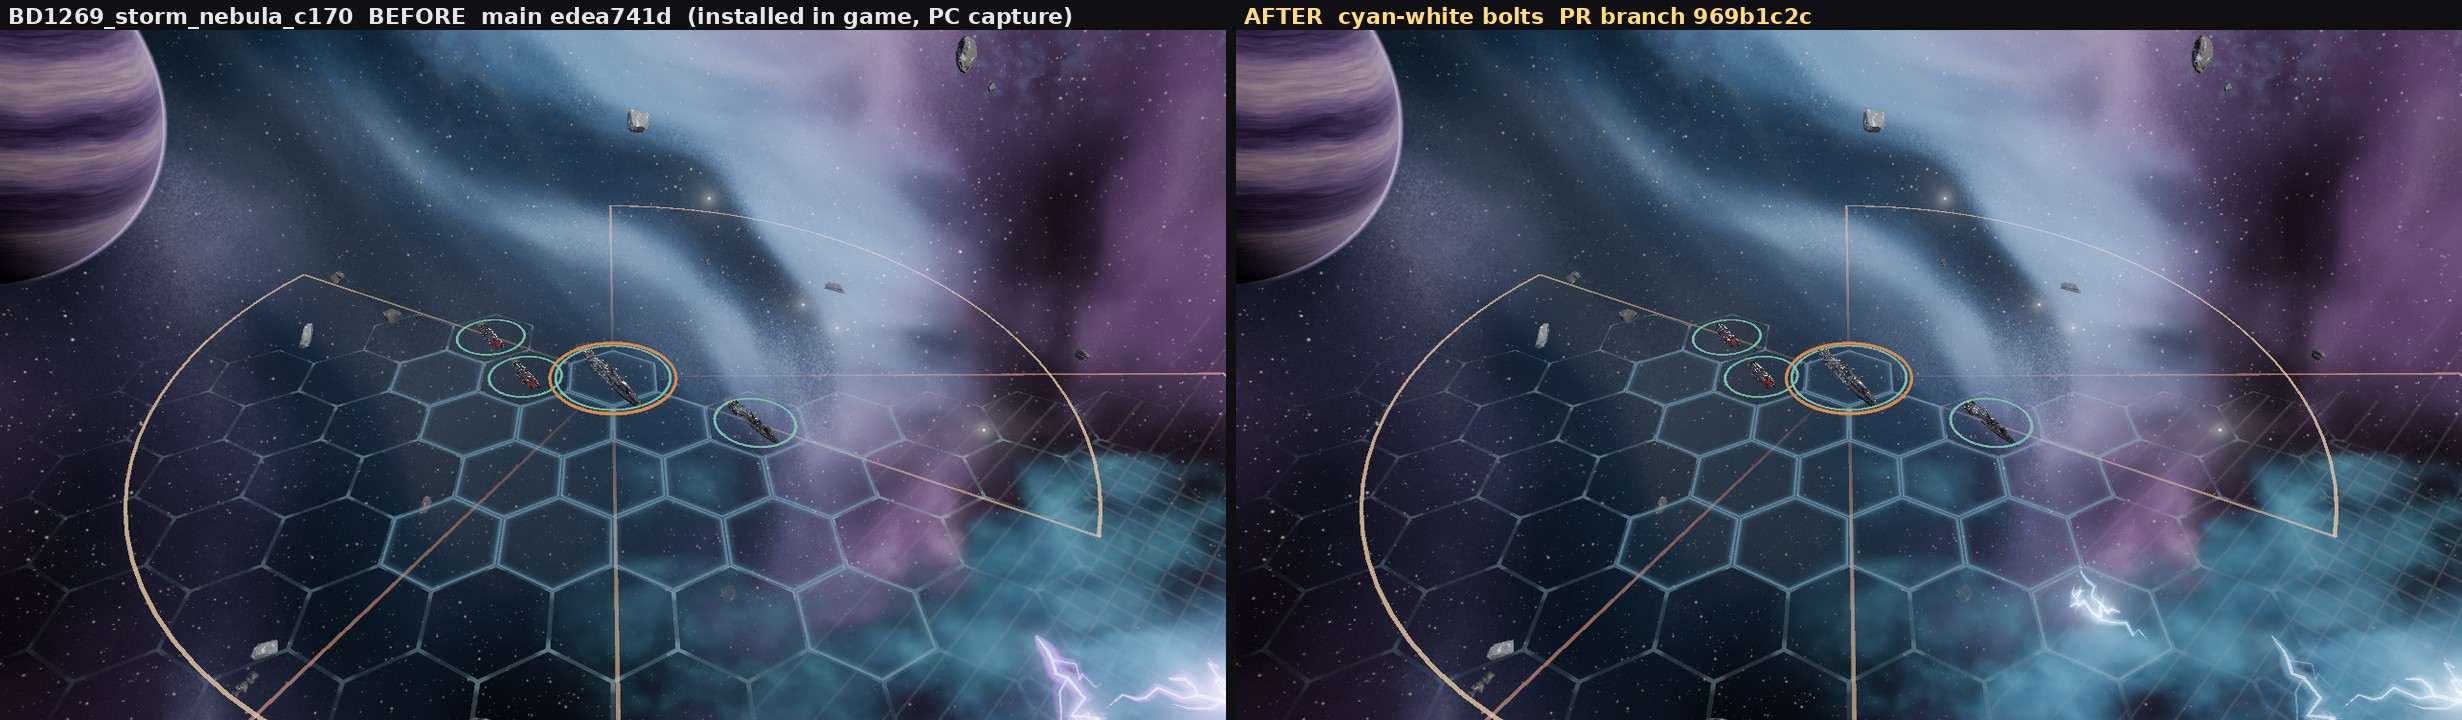 BD1269_storm_nebula_c170 BEFORE main edea741d (installed in game, PC capture)
AFTER cyan-white bolts PR branch 969b1c2c